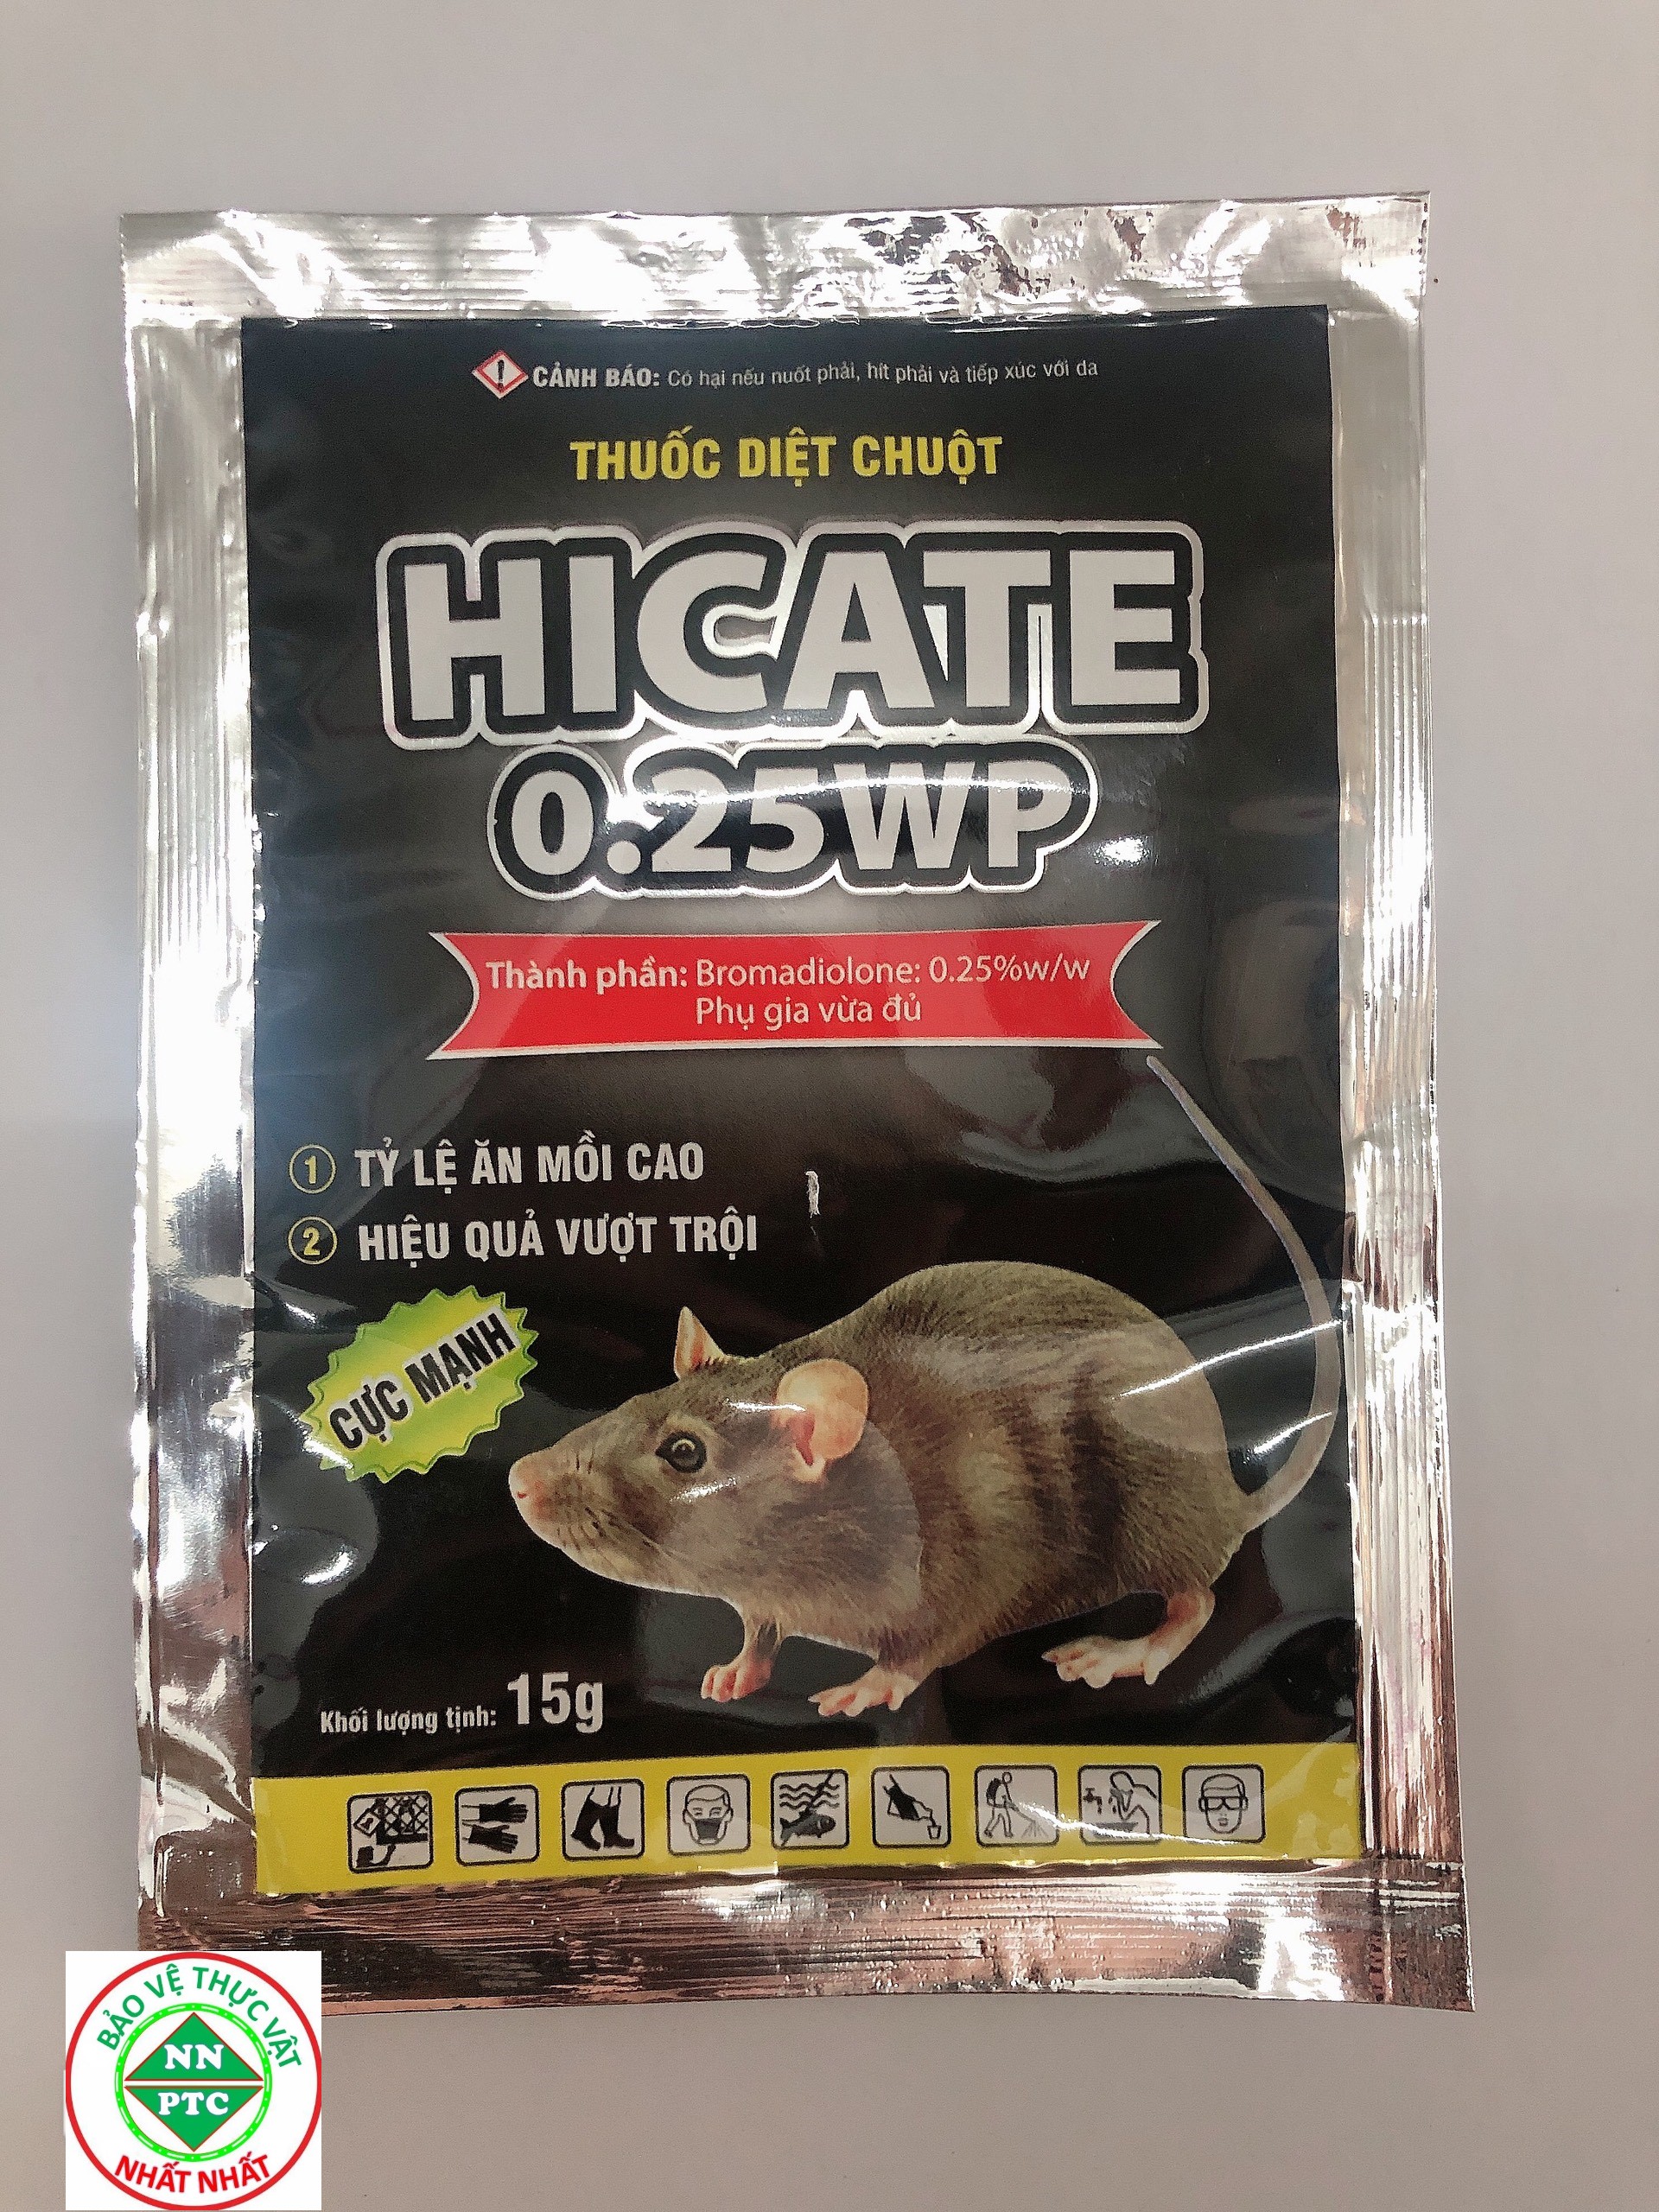 CẢNH BÁO: Có hại nếu nuốt phải, hít phải và tiếp xúc với da
THUỐC DIỆT CHUỘT
HICATE
0.25WP
Thành phần: Bromadiolone: 0.25%w/w
Phụ gia vừa đủ
1 TỶ LỆ ĂN MỒI CAO
2 HIỆU QUẢ VƯỢT TRỘI
CỰC MẠNH
Khối lượng tịnh: 15g
BẢO VỆ THỰC VẬT
NN
PTC
NHẤT NHẤT